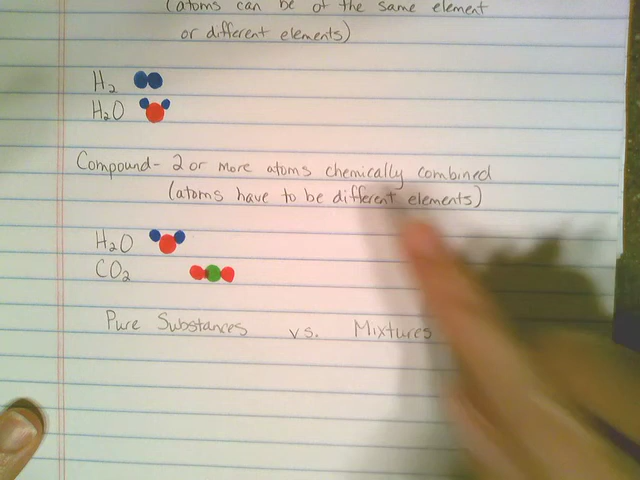 (atoms can be of the same element
or different elements)
H₂
H₂O
Compound- 2 or more atoms chemically combined
(atoms have to be different elements)
H₂O
CO₂
Pure Substances vs. Mixtures